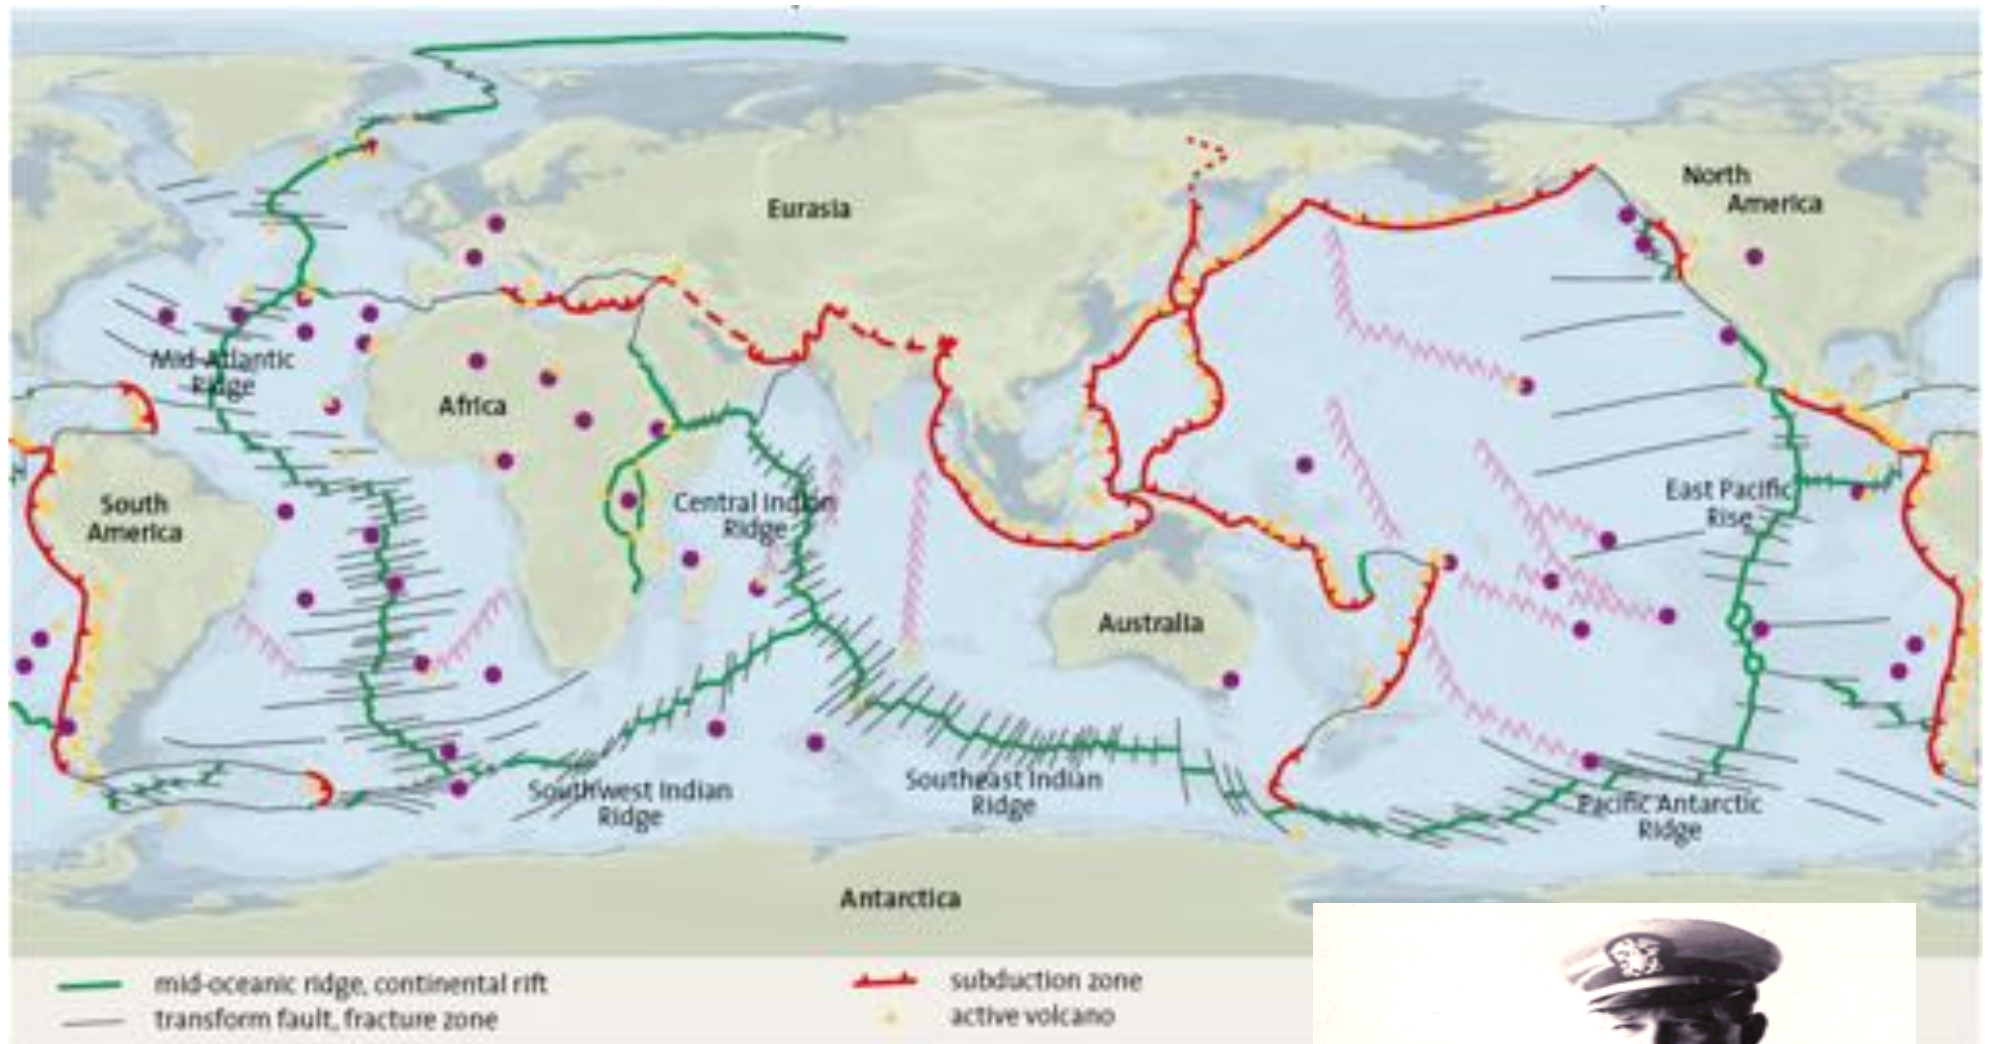 Eurasia
North
America
Mid-Atlantic
Ridge
Africa
South
America
Central Indian
Ridge
East Pacific
Rise
Australia
Southwest Indian
Ridge
Southeast Indian
Ridge
Pacific Antarctic
Ridge
Antarctica
mid-oceanic ridge, continental rift
subduction zone
transform fault, fracture zone
active volcano